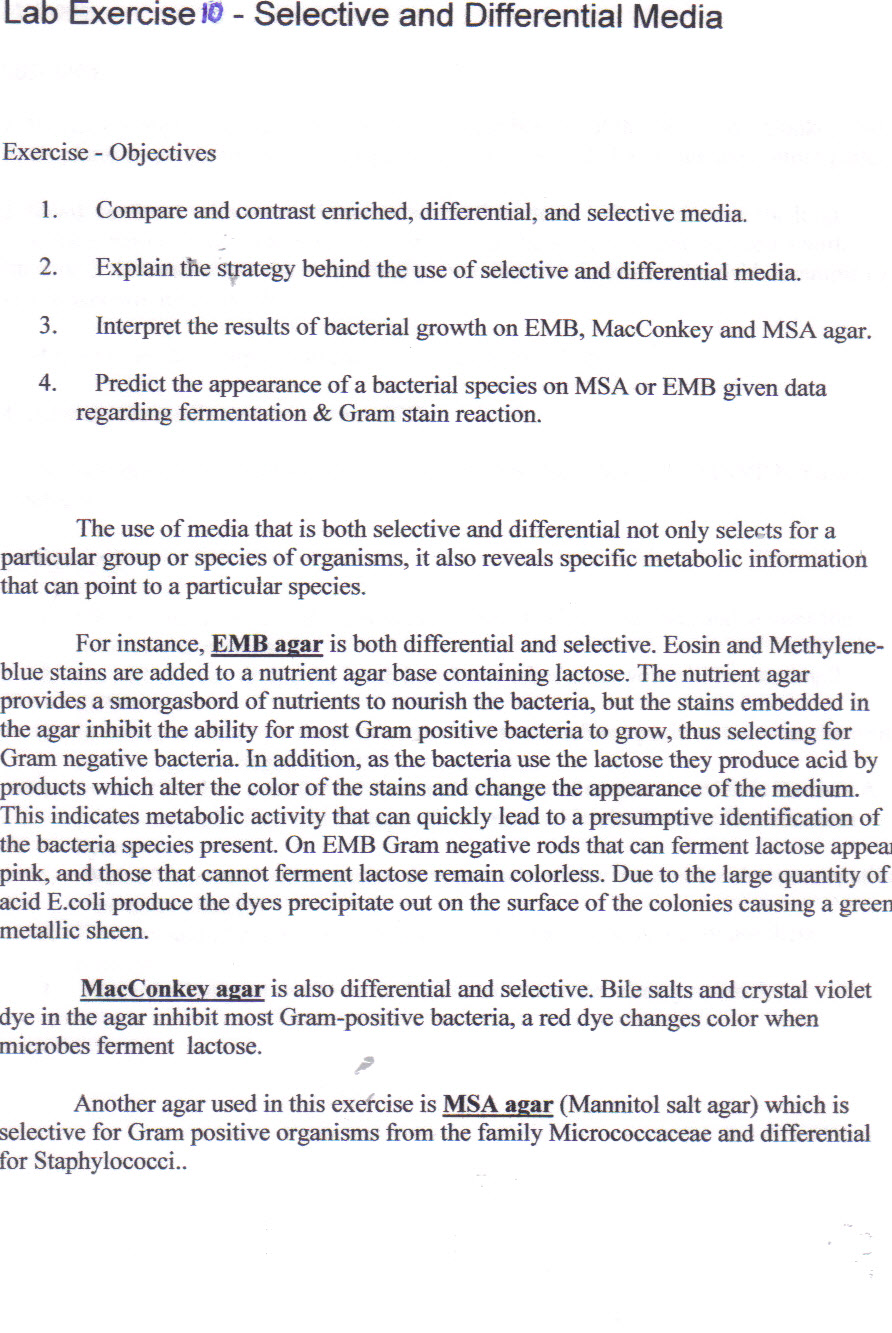 Lab Exercise 10 - Selective and Differential Media
Exercise - Objectives
1. Compare and contrast enriched, differential, and selective media.
2. Explain the strategy behind the use of selective and differential media.
3. Interpret the results of bacterial growth on EMB, MacConkey and MSA agar.
4. Predict the appearance of a bacterial species on MSA or EMB given data
regarding fermentation & Gram stain reaction.
The use of media that is both selective and differential not only selects for a
particular group or species of organisms, it also reveals specific metabolic information
that can point to a particular species.
For instance, EMB agar is both differential and selective. Eosin and Methylene-
blue stains are added to a nutrient agar base containing lactose. The nutrient agar
provides a smorgasbord of nutrients to nourish the bacteria, but the stains embedded in
the agar inhibit the ability for most Gram positive bacteria to grow, thus selecting for
Gram negative bacteria. In addition, as the bacteria use the lactose they produce acid by
products which alter the color of the stains and change the appearance of the medium.
This indicates metabolic activity that can quickly lead to a presumptive identification of
the bacteria species present. On EMB Gram negative rods that can ferment lactose appear
pink, and those that cannot ferment lactose remain colorless. Due to the large quantity of
acid E.coli produce the dyes precipitate out on the surface of the colonies causing a green
metallic sheen.
MacConkey agar is also differential and selective. Bile salts and crystal violet
dye in the agar inhibit most Gram-positive bacteria, a red dye changes color when
microbes ferment lactose.
Another agar used in this exercise is MSA agar (Mannitol salt agar) which is
selective for Gram positive organisms from the family Micrococcaceae and differential
for Staphylococci..